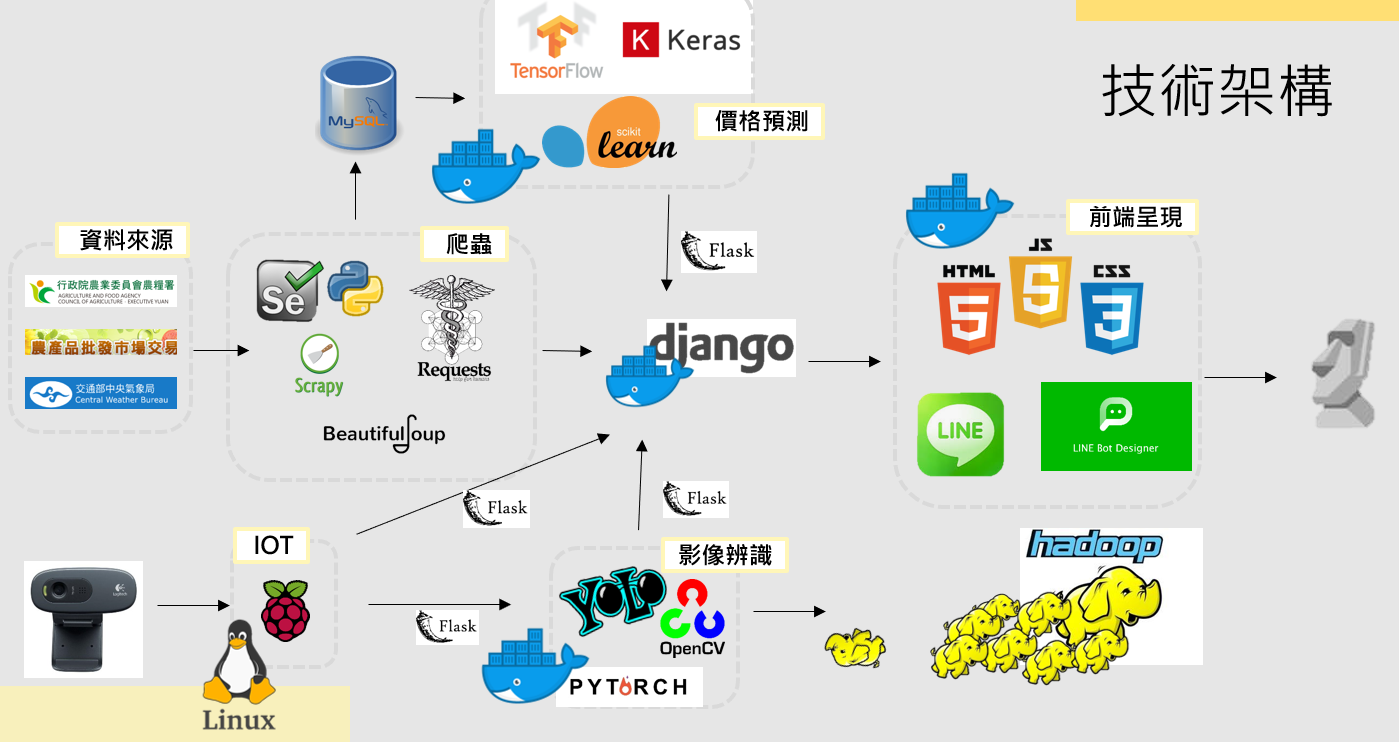 技術架構
TensorFlow
K Keras
MySQL
scikit
learn
價格預測
Flask
資料來源
行政院農業委員會農糧署
AGRICULTURE AND FOOD AGENCY
COUNCIL OF AGRICULTURE · EXECUTIVE YUAN
農產品批發市場交易
交通部中央氣象局
Central Weather Bureau
爬蟲
Se
Scrapy
Requests
BeautifulSoup
django
前端呈現
HTML
5
JS
5
CSS
3
LINE
LINE Bot Designer
Flask
Flask
IOT
Logitech
Linux
Flask
影像辨識
YOLO
OpenCV
PYTORCH
hadoop